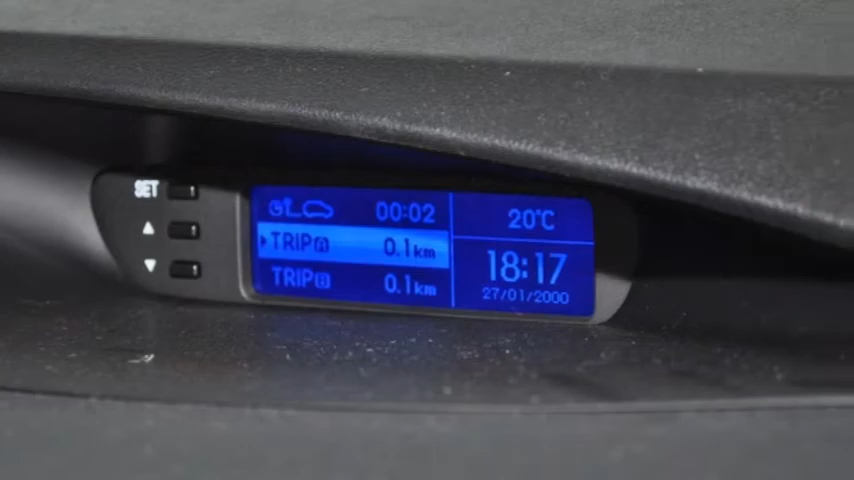 SET
00:02
TRIP A 0.1km
TRIP B 0.1km
20°C
18:17
27/01/2000